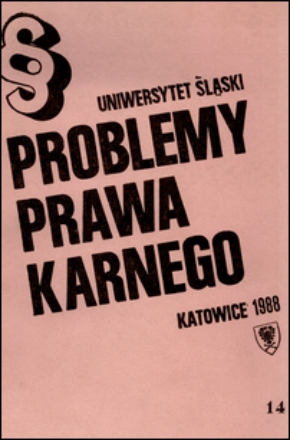 §
UNIWERSYTET ŚLĄSKI
PROBLEMY
PRAWA
KARNEGO
KATOWICE 1988
14